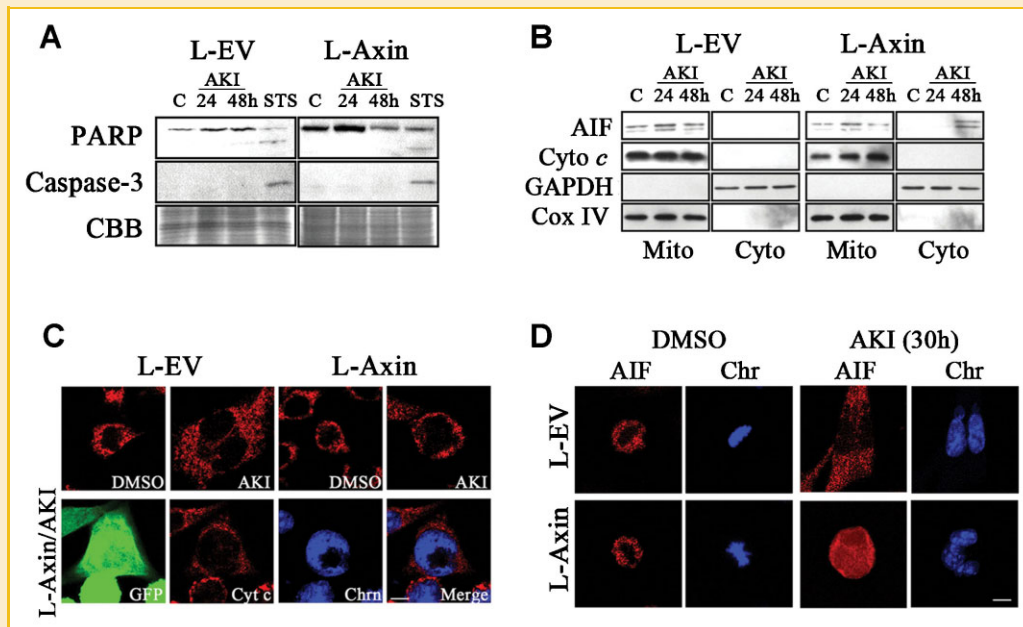 A
L-EV
L-Axin
AKI
AKI
C 24 48h STS
C 24 48h STS
PARP
Caspase-3
CBB
B
L-EV
L-Axin
AKI
AKI
AKI
AKI
C 24 48h
C 24 48h
C 24 48h
C 24 48h
AIF
Cyto c
GAPDH
Cox IV
Mito
Cyto
Mito
Cyto
C
L-EV
L-Axin
DMSO
AKI
DMSO
AKI
L-Axin/AKI
GFP
Cyt c
Chrn
Merge
D
DMSO
AKI (30h)
AIF
Chr
AIF
Chr
L-EV
L-Axin